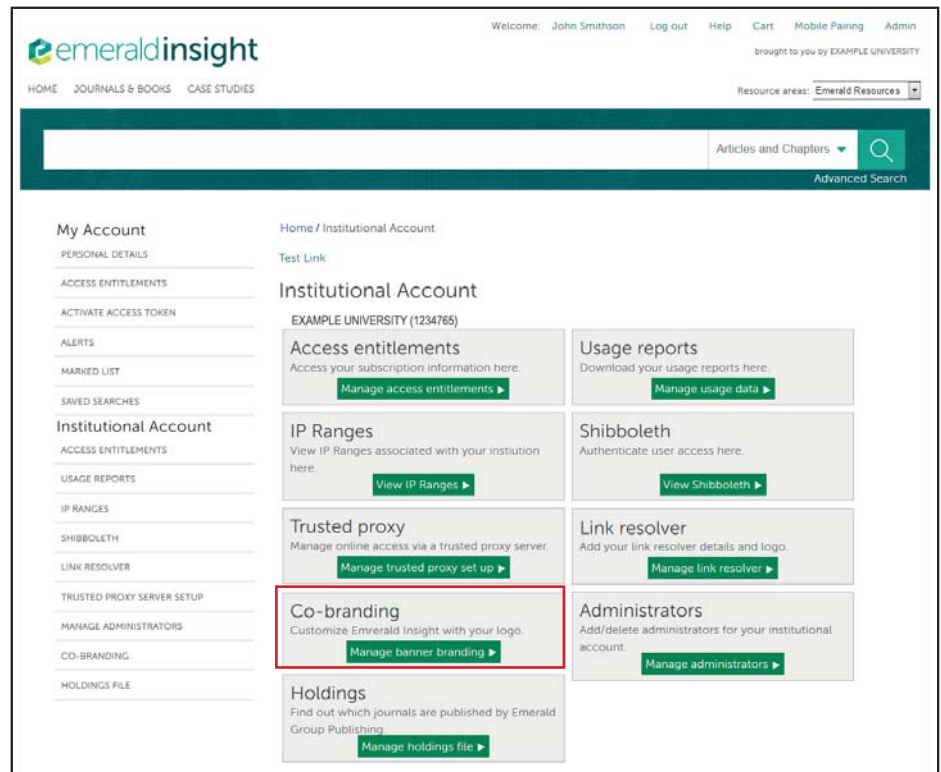 Welcome: John Smithson Log out Help Cart Mobile Pairing Admin
emeraldinsight
brought to you by EXAMPLE UNIVERSITY
HOME JOURNALS & BOOKS CASE STUDIES
Resource areas: Emerald Resources
Articles and Chapters
Advanced Search
My Account
PERSONAL DETAILS
ACCESS ENTITLEMENTS
ACTIVATE ACCESS TOKEN
ALERTS
MARKED LIST
SAVED SEARCHES
Institutional Account
ACCESS ENTITLEMENTS
USAGE REPORTS
IP RANGES
SHIBBOLETH
LINK RESOLVER
TRUSTED PROXY SERVER SETUP
MANAGE ADMINISTRATORS
CO-BRANDING
HOLDINGS FILE
Home / Institutional Account
Test Link
Institutional Account
EXAMPLE UNIVERSITY (1234765)
Access entitlements
Access your subscription information here.
Manage access entitlements ▶
Usage reports
Download your usage reports here.
Manage usage data ▶
IP Ranges
View IP Ranges associated with your instiution
here.
View IP Ranges ▶
Shibboleth
Authenticate user access here.
View Shibboleth ▶
Trusted proxy
Manage online access via a trusted proxy server.
Manage trusted proxy set up ▶
Link resolver
Add your link resolver details and logo.
Manage link resolver ▶
Co-branding
Customize Emrerald Insight with your logo.
Manage banner branding ▶
Administrators
Add/delete administrators for your institutional
account.
Manage administrators ▶
Holdings
Find out which journals are published by Emerald
Group Publishing.
Manage holdings file ▶